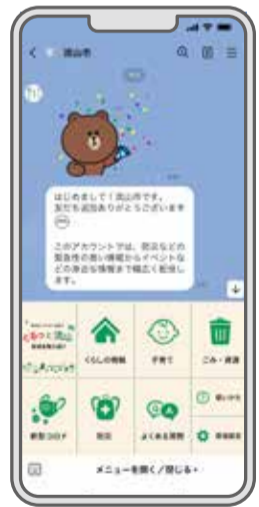 流山市
はじめまして！流山市です。
友だち追加ありがとうございます
このアカウントでは、防災などの
緊急性の高い情報からイベントな
どの身近な情報まで幅広く配信し
ます。
くらしの情報
子育て
ごみ・資源
新型コロナ
防災
よくある質問
メニューを開く／閉じる